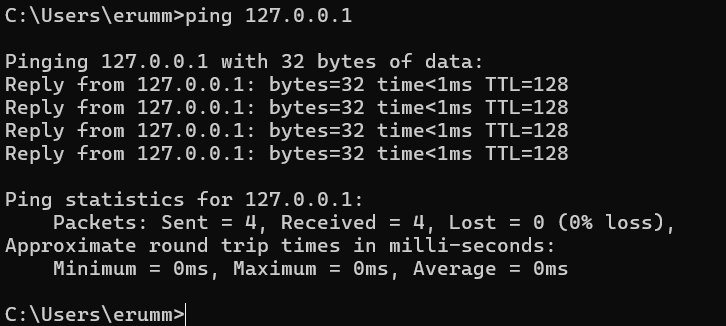 C:\Users\erumm>ping 127.0.0.1
Pinging 127.0.0.1 with 32 bytes of data:
Reply from 127.0.0.1: bytes=32 time<1ms TTL=128
Reply from 127.0.0.1: bytes=32 time<1ms TTL=128
Reply from 127.0.0.1: bytes=32 time<1ms TTL=128
Reply from 127.0.0.1: bytes=32 time<1ms TTL=128
Ping statistics for 127.0.0.1:
    Packets: Sent = 4, Received = 4, Lost = 0 (0% loss),
Approximate round trip times in milli-seconds:
    Minimum = 0ms, Maximum = 0ms, Average = 0ms
C:\Users\erumm>